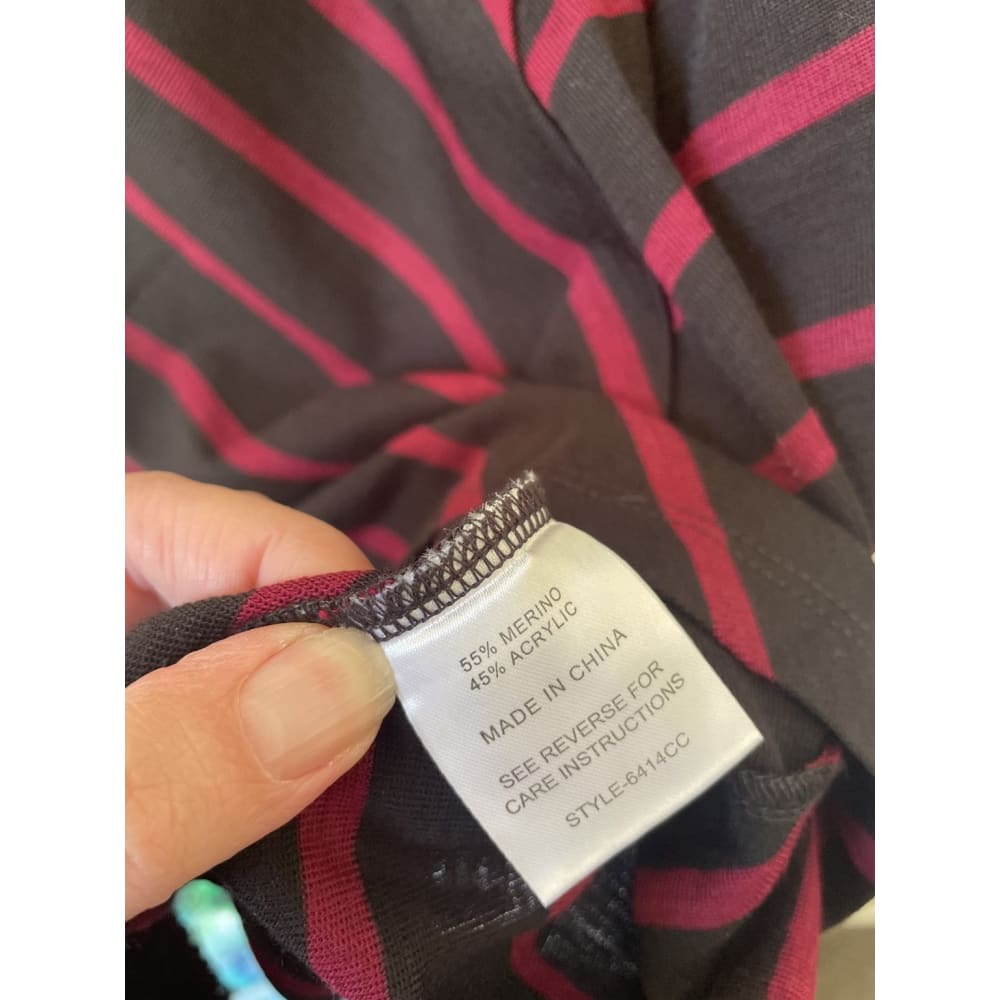 55% MERINO
45% ACRYLIC
MADE IN CHINA
SEE REVERSE FOR
CARE INSTRUCTIONS
STYLE-6414CC